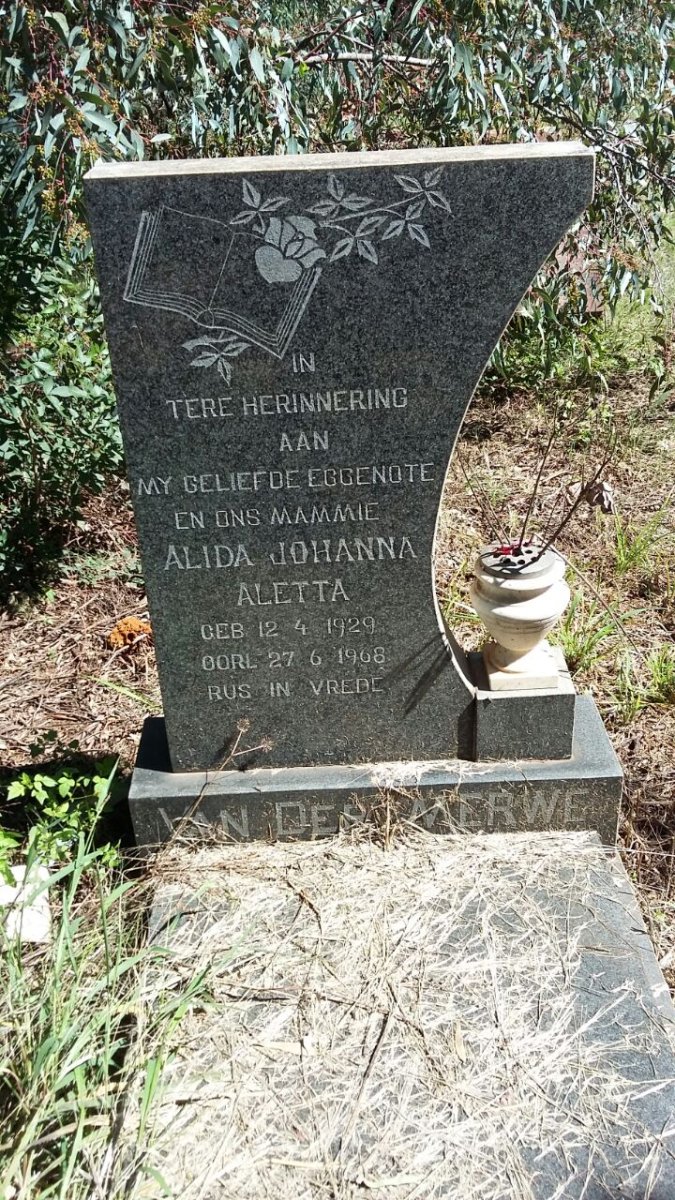 IN
TERE HERINNERING
AAN
MY GELIEFDE EGGENOTE
EN ONS MAMMIE
ALIDA JOHANNA
ALETTA
GEB 12 4 1929
OORL 27 6 1968
RUS IN VREDE
VAN DER MERWE